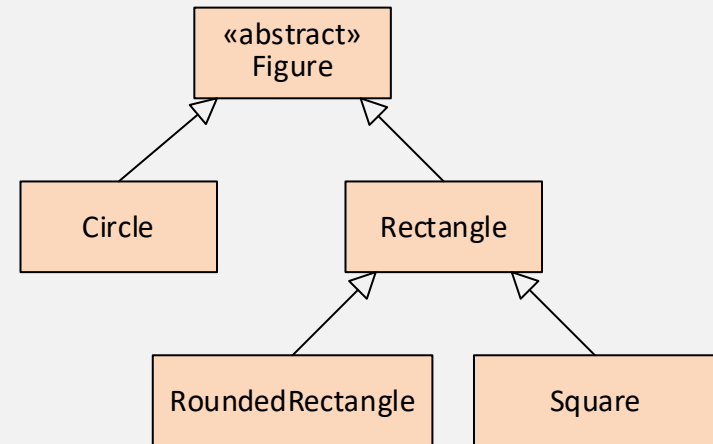 «abstract»
Figure
Circle
Rectangle
RoundedRectangle
Square